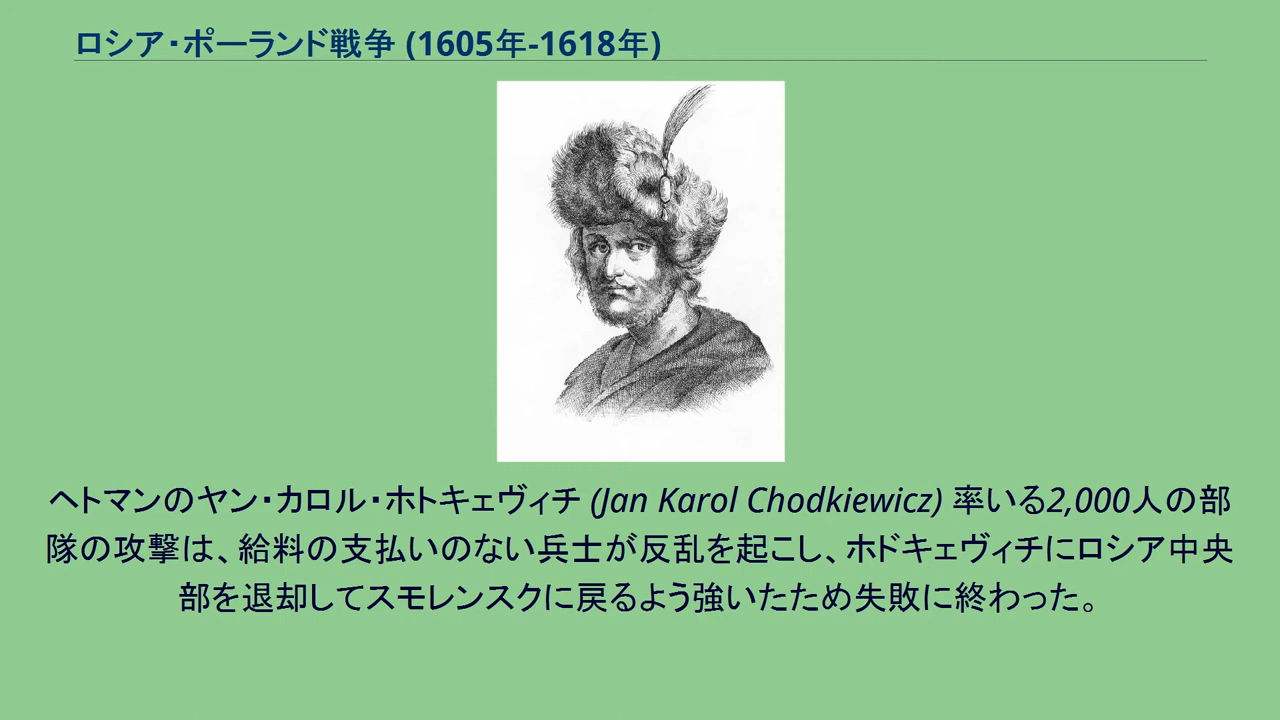 ロシア・ポーランド戦争 (1605年-1618年)
ヘトマンのヤン・カロル・ホトキェヴィチ (Jan Karol Chodkiewicz) 率いる2,000人の部
隊の攻撃は、給料の支払いのない兵士が反乱を起こし、ホドキェヴィチにロシア中央
部を退却してスモレンスクに戻るよう強いたため失敗に終わった。